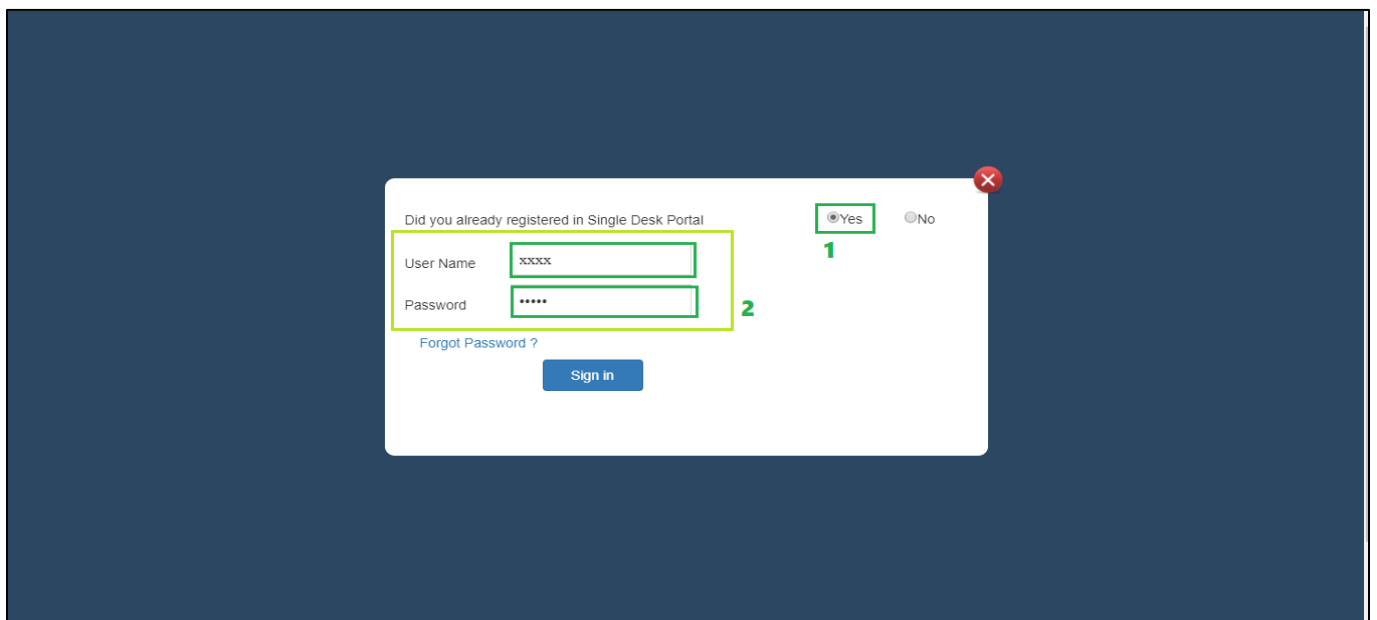 Did you already registered in Single Desk Portal Yes No
1
User Name xxxx
Password •••••
2
Forgot Password ?
Sign in